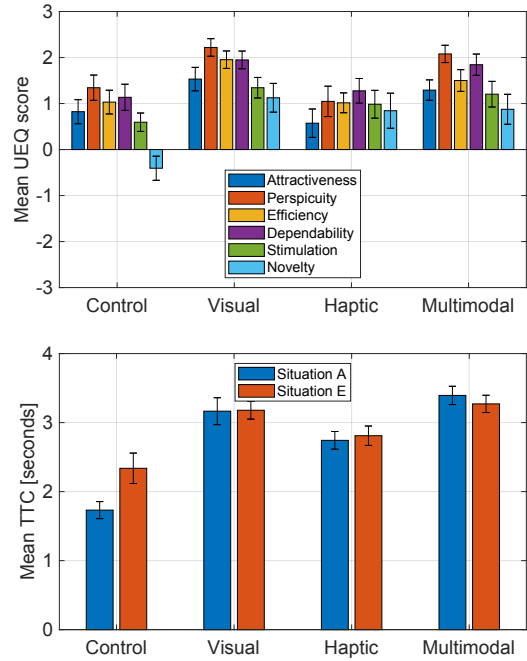 Mean UEQ score
3
2
1
0
-1
-2
-3
Attractiveness
Perspicuity
Efficiency
Dependability
Stimulation
Novelty
Control Visual Haptic Multimodal
Mean TTC [seconds]
4
3
2
1
0
Situation A
Situation E
Control Visual Haptic Multimodal